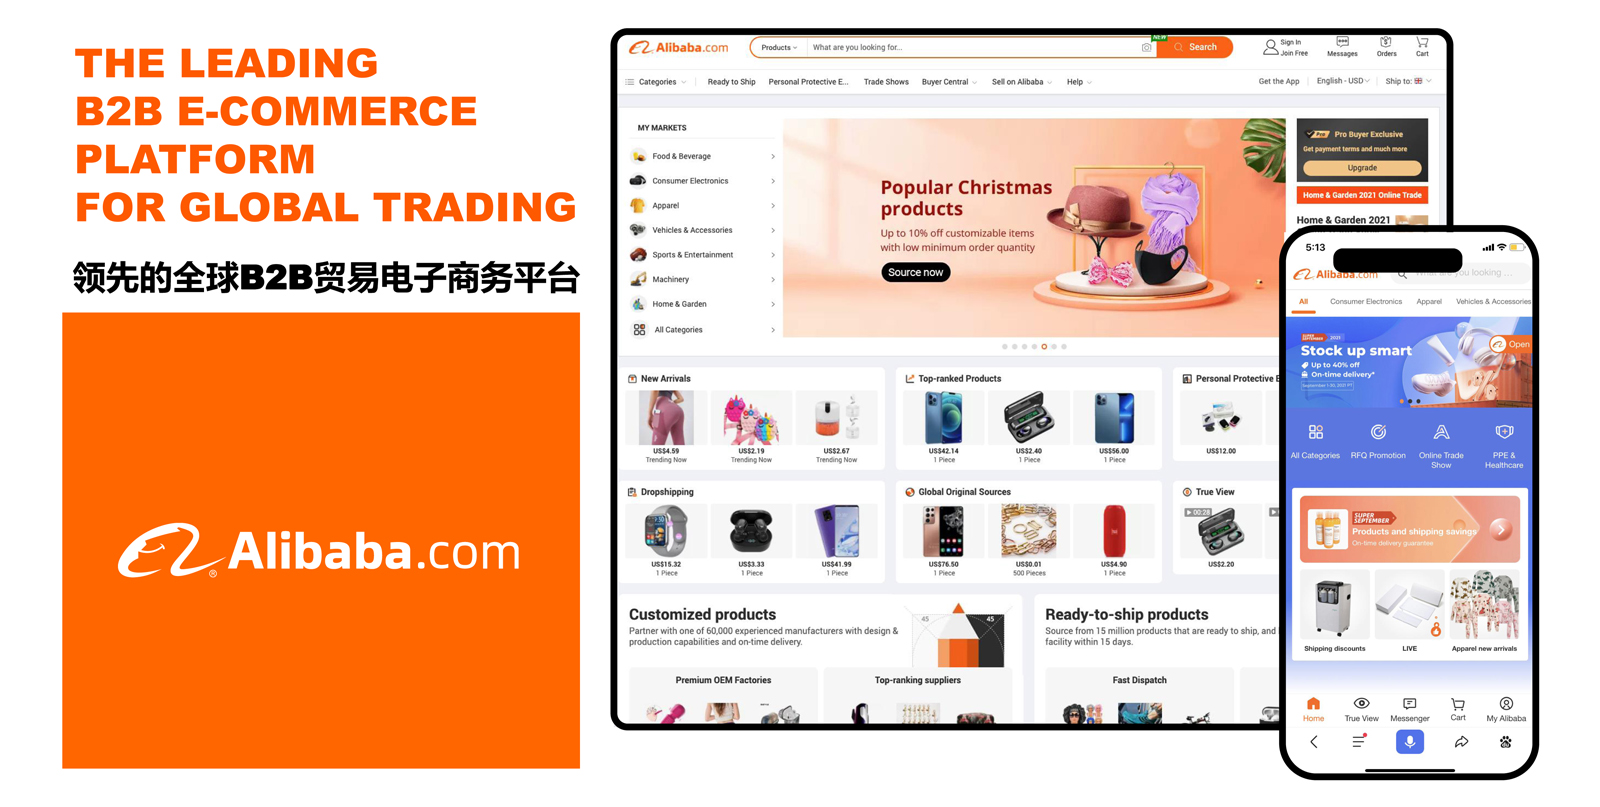 THE LEADING
B2B E-COMMERCE
PLATFORM
FOR GLOBAL TRADING
领先的全球B2B贸易电子商务平台
Alibaba.com
®
Alibaba.com
Products
What are you looking for...
NEW
Search
Sign In
Join Free
Messages
Orders
Cart
Categories
Ready to Ship
Personal Protective E...
Trade Shows
Buyer Central
Sell on Alibaba
Help
Get the App
English - USD
Ship to:
MY MARKETS
Food & Beverage
Consumer Electronics
Apparel
Vehicles & Accessories
Sports & Entertainment
Machinery
Home & Garden
All Categories
Popular Christmas
products
Up to 10% off customizable items
with low minimum order quantity
Source now
Pro
Pro Buyer Exclusive
Get payment terms and much more
Upgrade
Home & Garden 2021 Online Trade
Home & Garden 2021
New Arrivals
US$4.59
Trending Now
US$2.19
Trending Now
US$2.67
Trending Now
Top-ranked Products
US$42.14
1 Piece
US$2.40
1 Piece
US$56.00
1 Piece
Personal Protective E
US$12.00
Dropshipping
US$15.32
1 Piece
US$3.33
1 Piece
US$41.99
1 Piece
Global Original Sources
US$76.50
1 Piece
US$0.01
500 Pieces
US$4.90
1 Piece
True View
00:28
US$2.20
Customized products
Partner with one of 60,000 experienced manufacturers with design &
production capabilities and on-time delivery.
45
45
Premium OEM Factories
Top-ranking suppliers
Ready-to-ship products
Source from 15 million products that are ready to ship, and
facility within 15 days.
Fast Dispatch
5:13
Alibaba.com
What are you looking ...
All
Consumer Electronics
Apparel
Vehicles & Accessories
SUPER
SEPTEMBER
2021
Stock up smart
Up to 40% off
On-time delivery*
September 1-30, 2021 PT
Open
All Categories
RFQ Promotion
Online Trade
Show
PPE &
Healthcare
SUPER
SEPTEMBER
Products and shipping savings
On-time delivery guarantee
Shipping discounts
LIVE
Apparel new arrivals
Home
True View
Messenger
Cart
My Alibaba